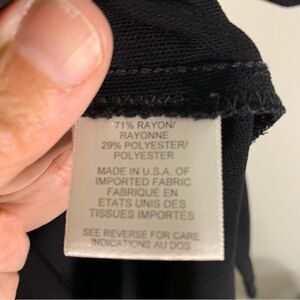 71% RAYON/
RAYONNE
29% POLYESTER/
POLYESTER
MADE IN U.S.A. OF
IMPORTED FABRIC
FABRIQUE EN
ETATS UNIS DES
TISSUES IMPORTÉS
SEE REVERSE FOR CARE
INDICATIONS AU DOS